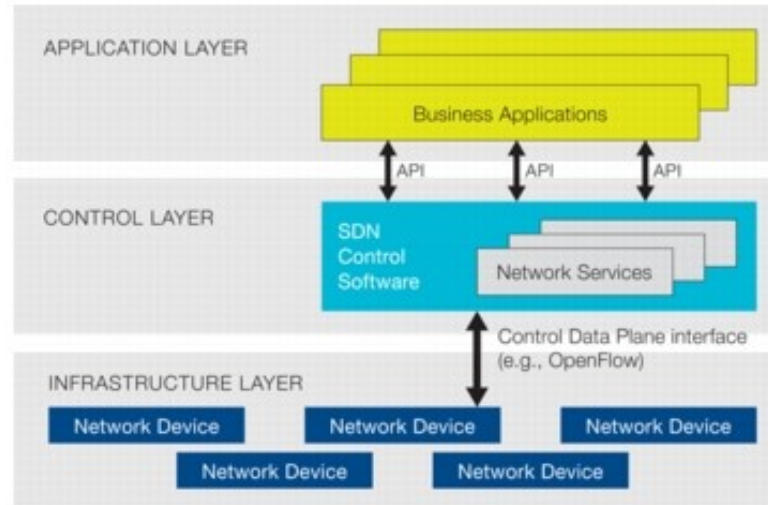 APPLICATION LAYER
Business Applications
API
API
API
CONTROL LAYER
SDN
Control
Software
Network Services
Control Data Plane interface
(e.g., OpenFlow)
INFRASTRUCTURE LAYER
Network Device
Network Device
Network Device
Network Device
Network Device